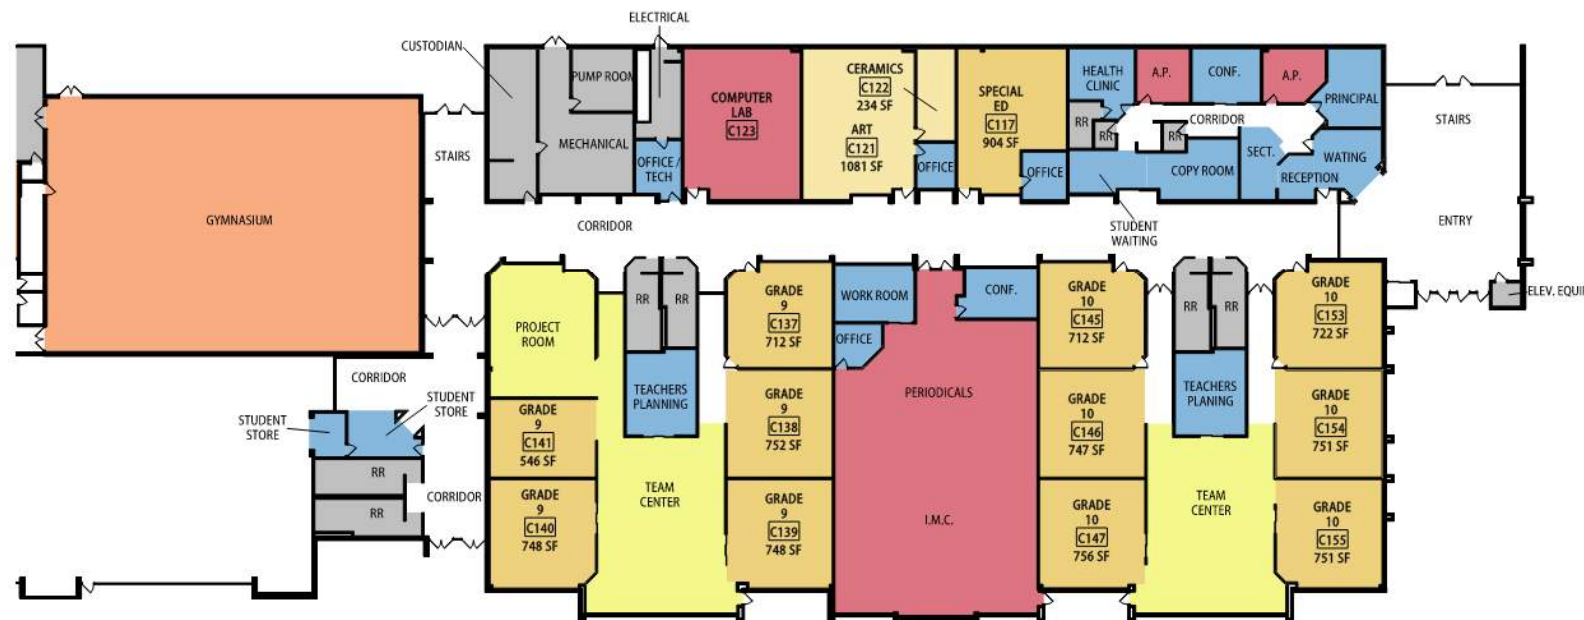 ELECTRICAL
CUSTODIAN
PUMP ROOM
MECHANICAL
OFFICE /
TECH
COMPUTER
LAB
C123
CERAMICS
C122
234 SF
ART
C121
1081 SF
OFFICE
SPECIAL
ED
C117
904 SF
OFFICE
HEALTH
CLINIC
A.P.
CONF.
A.P.
PRINCIPAL
RR
RR
RR
CORRIDOR
SECT.
WATING
COPY ROOM
RECEPTION
STUDENT
WAITING
STAIRS
STAIRS
ENTRY
GYMNASIUM
CORRIDOR
ELEV. EQUI
PROJECT
ROOM
RR
RR
GRADE
9
C137
712 SF
WORK ROOM
CONF.
OFFICE
GRADE
10
C145
712 SF
RR
RR
GRADE
10
C153
722 SF
CORRIDOR
STUDENT
STORE
STUDENT
STORE
TEACHERS
PLANNING
PERIODICALS
TEACHERS
PLANING
GRADE
9
C141
546 SF
GRADE
9
C138
752 SF
GRADE
10
C146
747 SF
GRADE
10
C154
751 SF
RR
RR
CORRIDOR
GRADE
9
C140
748 SF
TEAM
CENTER
GRADE
9
C139
748 SF
I.M.C.
GRADE
10
C147
756 SF
TEAM
CENTER
GRADE
10
C155
751 SF